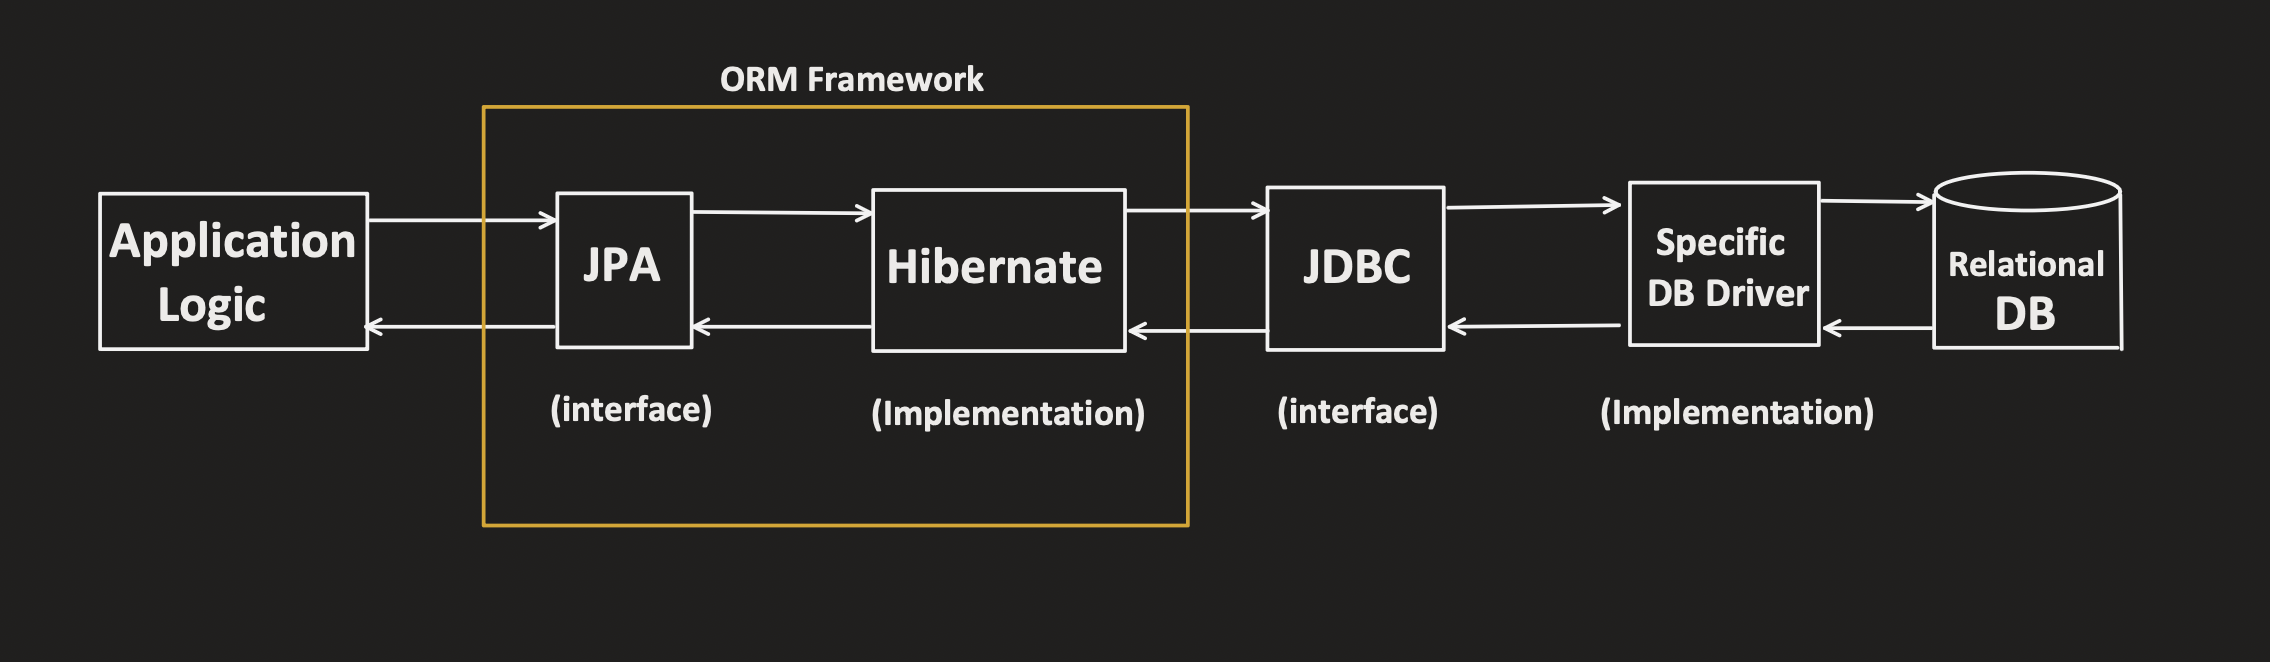 ORM Framework
Application
Logic
JPA
Hibernate
JDBC
Specific
DB Driver
Relational
DB
(interface)
(Implementation)
(interface)
(Implementation)